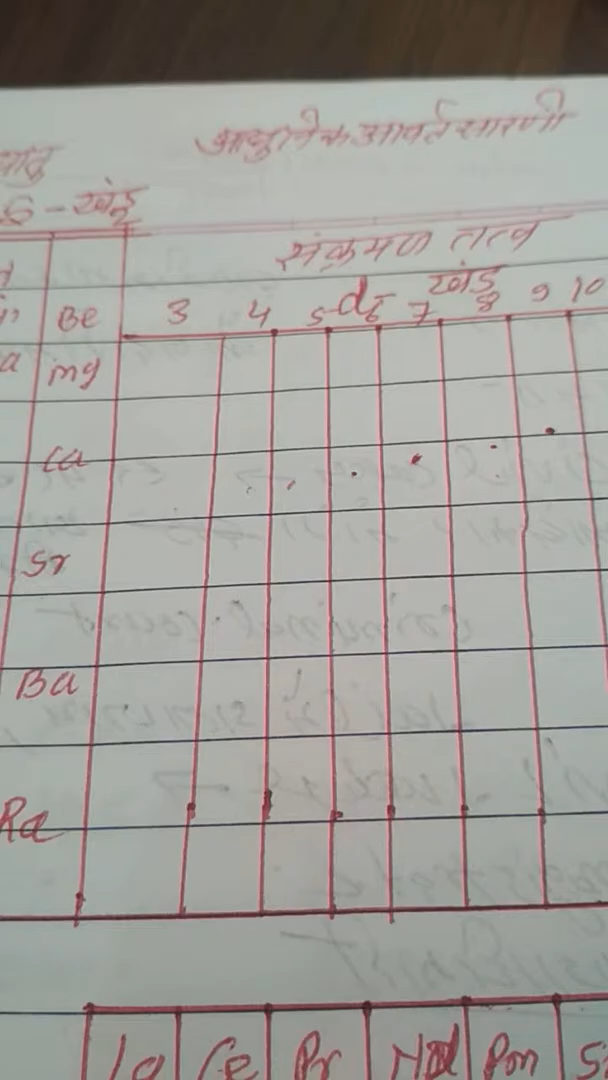 आधुनिक आवर्त सारणी
धातु
S-खंड
संक्रमण तत्व
d खंड
Be 3 4 5 6 7 8 9 10
mg
Ca
Sr
Ba
Ra
La Ce Pr Nd Pm S